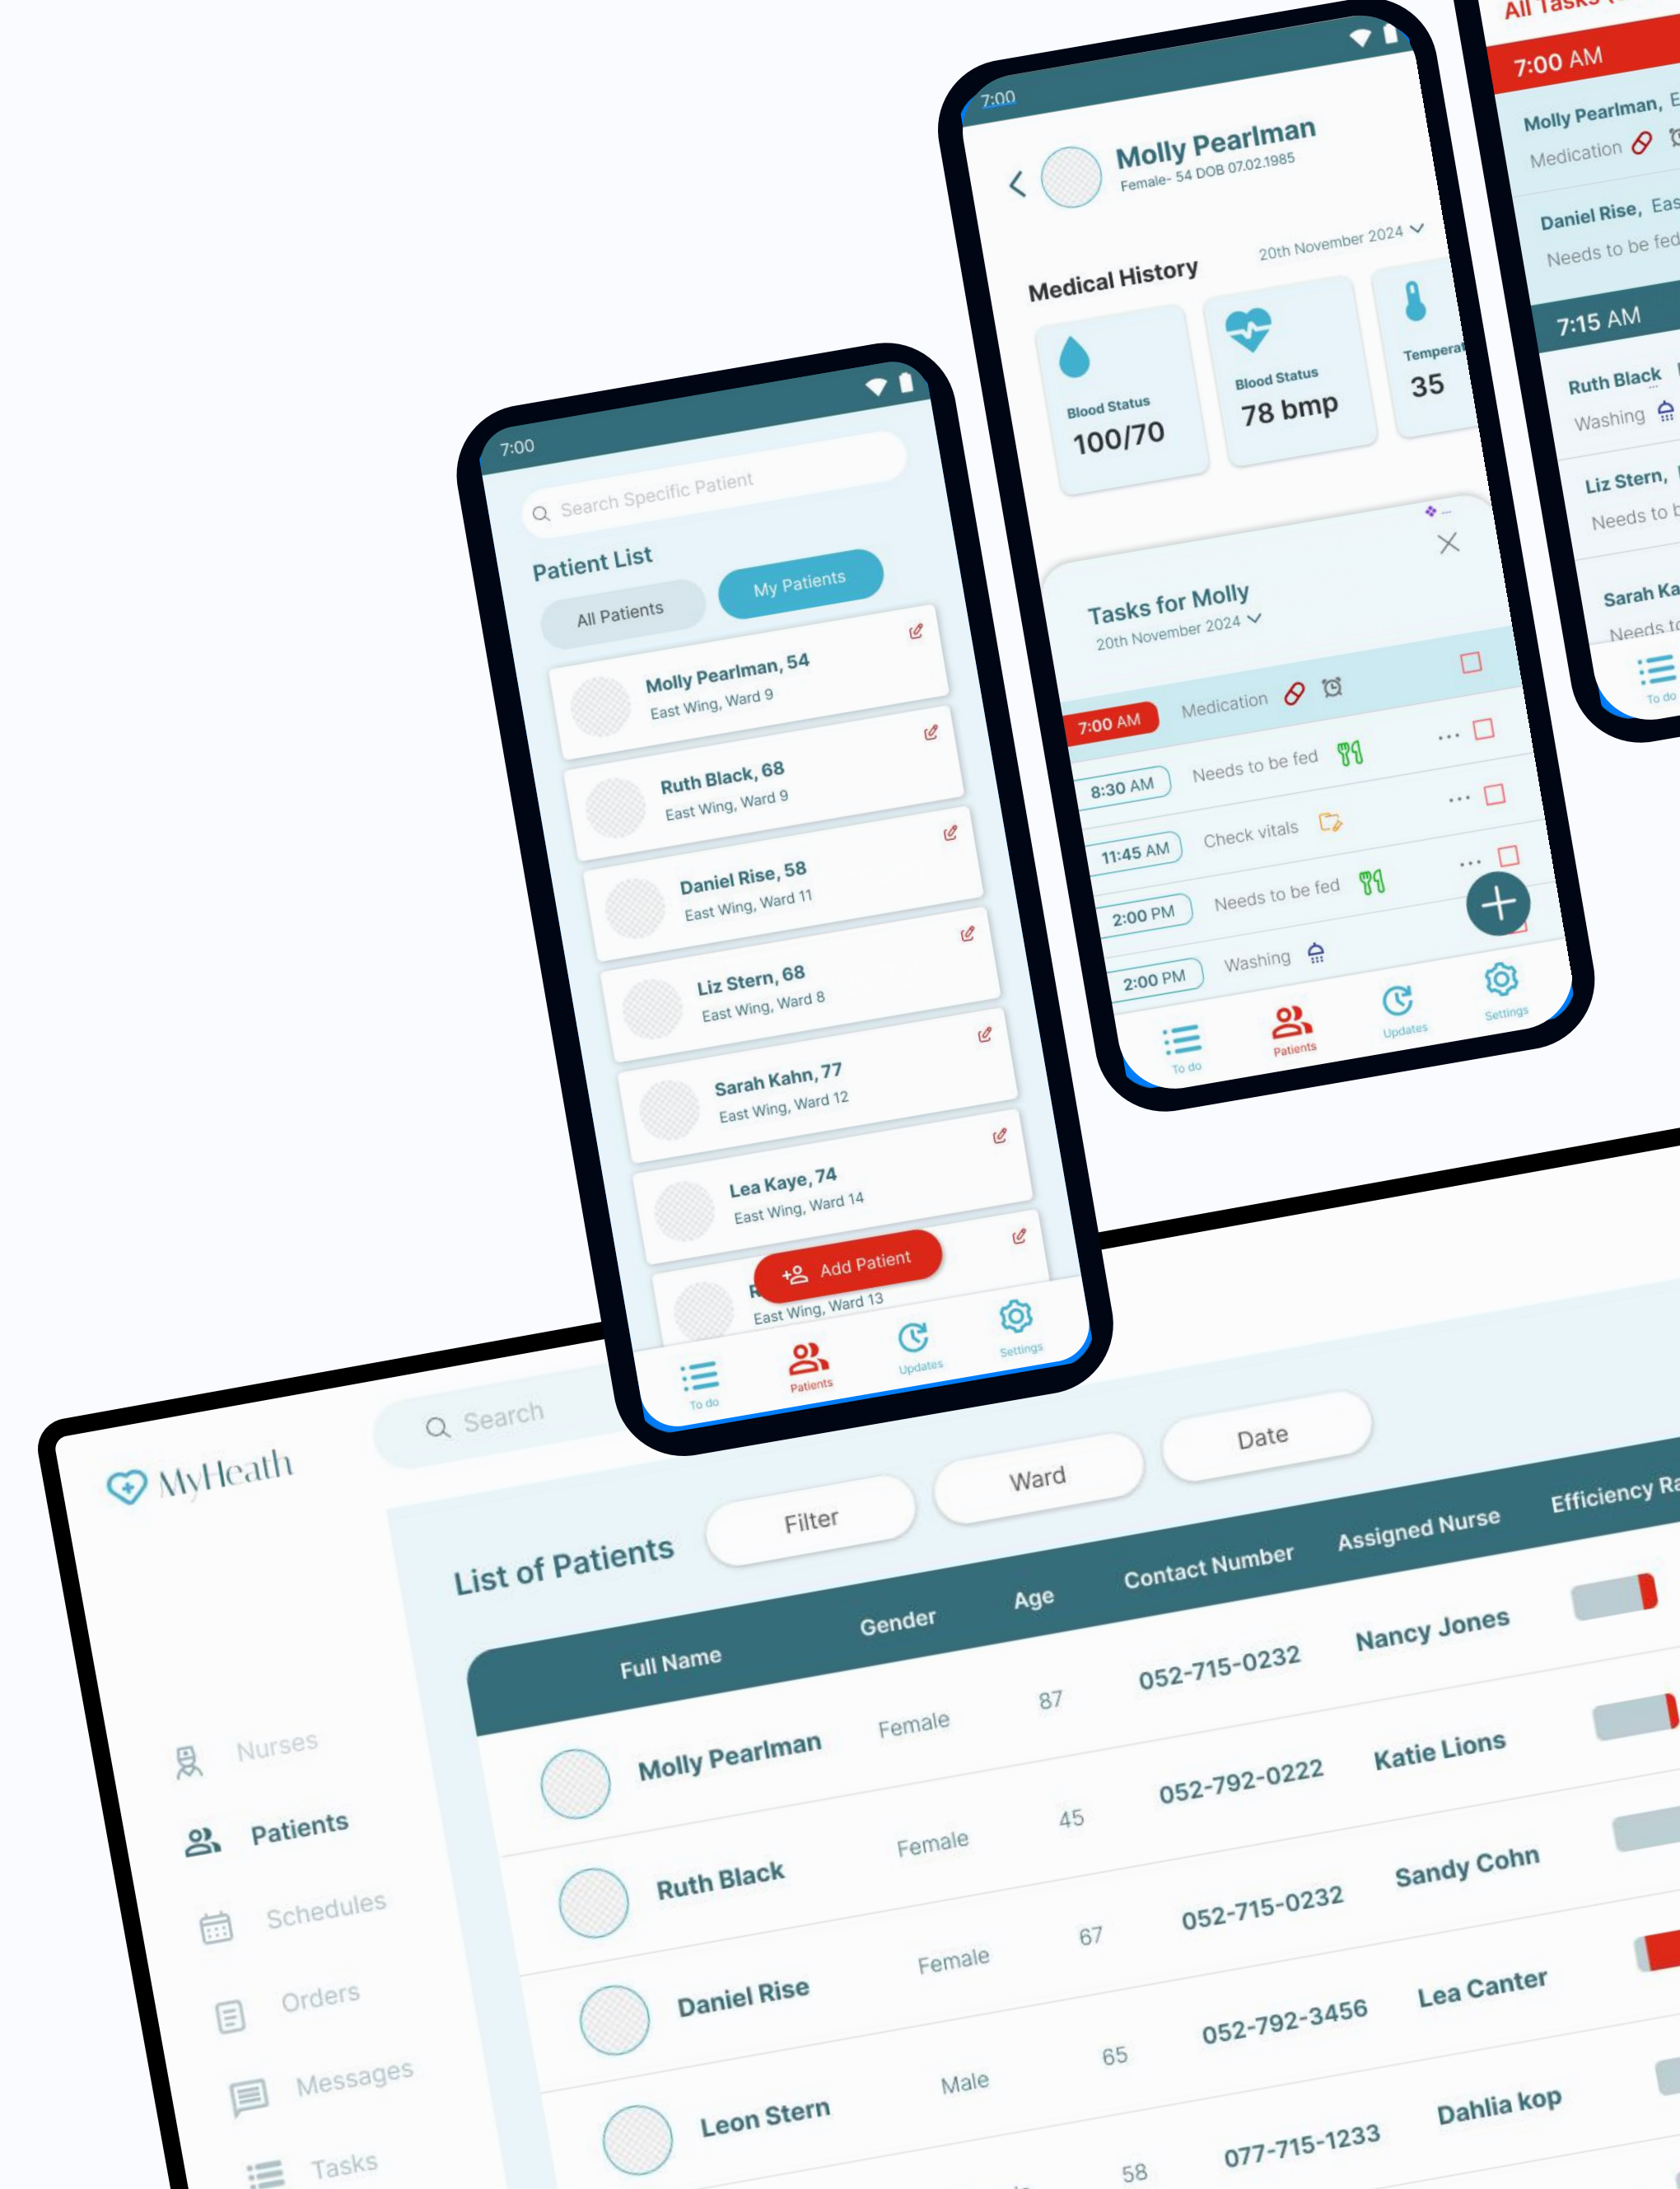 7:00
Search Specific Patient
Patient List
All Patients
My Patients
Molly Pearlman, 54
East Wing, Ward 9
Ruth Black, 68
East Wing, Ward 9
Daniel Rise, 58
East Wing, Ward 11
Liz Stern, 68
East Wing, Ward 8
Sarah Kahn, 77
East Wing, Ward 12
Lea Kaye, 74
East Wing, Ward 14
Add Patient
East Wing, Ward 13
To do
Patients
Updates
Settings
7:00
Molly Pearlman
Female- 54 DOB 07.02.1985
20th November 2024
Medical History
Blood Status
100/70
Blood Status
78 bmp
35
Tasks for Molly
20th November 2024
7:00 AM
Medication
8:30 AM
Needs to be fed
...
11:45 AM
Check vitals
...
2:00 PM
Needs to be fed
...
2:00 PM
Washing
To do
Patients
Updates
Settings
All Tasks
7:00 AM
Molly Pearlman,
Medication
Daniel Rise,
Needs to be fed
7:15 AM
Ruth Black
Washing
Liz Stern,
Needs to
Sarah
Needs
To do
MyHeath
Search
Nurses
Patients
Schedules
Orders
Messages
Tasks
List of Patients
Filter
Ward
Date
Full Name Gender Age Contact Number Assigned Nurse Efficiency
Molly Pearlman Female 87 052-715-0232 Nancy Jones
Ruth Black Female 45 052-792-0222 Katie Lions
Daniel Rise Female 67 052-715-0232 Sandy Cohn
Leon Stern Male 65 052-792-3456 Lea Canter
58 077-715-1233 Dahlia kop